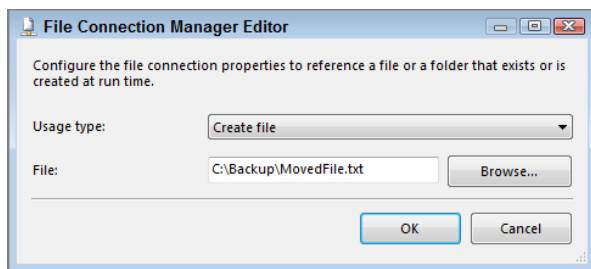 File Connection Manager Editor
Configure the file connection properties to reference a file or a folder that exists or is
created at run time.
Usage type: Create file
File: C:\Backup\MovedFile.txt Browse...
OK Cancel